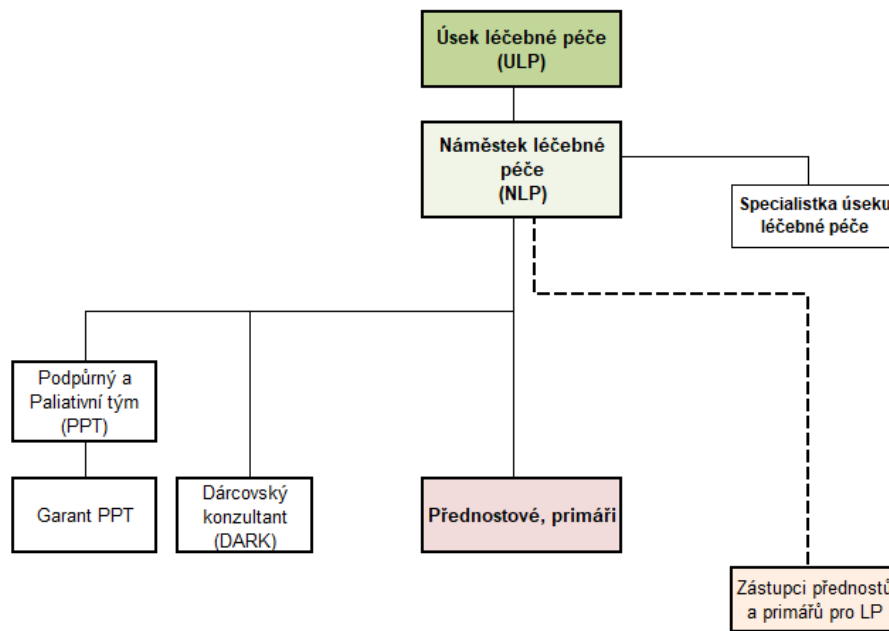 Úsek léčebné péče
(ULP)
Náměstek léčebné
péče
(NLP)
Specialistka úseku
léčebné péče
Podpůrný a
Paliativní tým
(PPT)
Garant PPT
Dárcovský
konzultant
(DARK)
Přednostové, primáři
Zástupci přednostů
a primářů pro LP